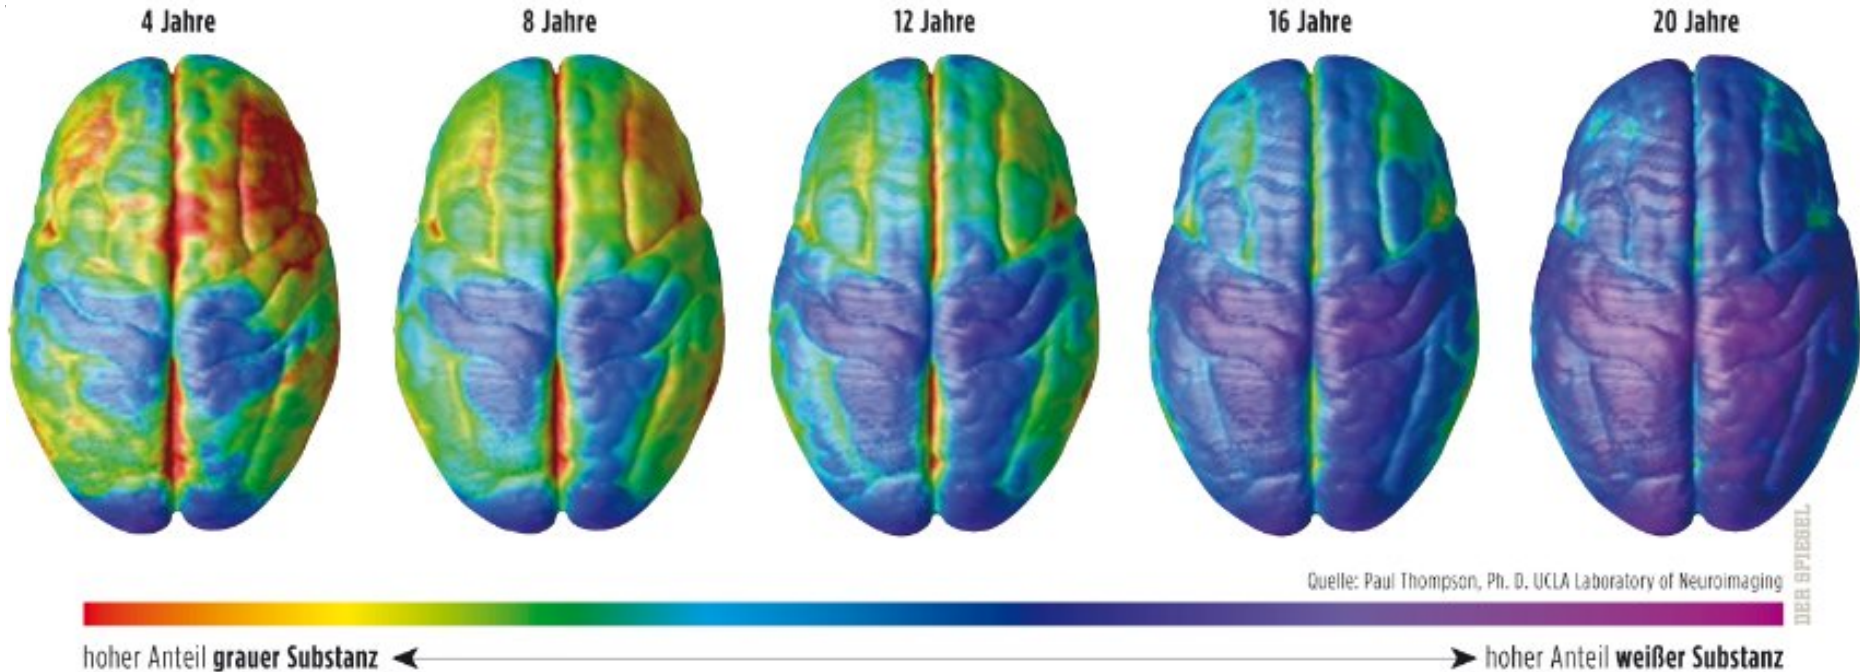 4 Jahre
8 Jahre
12 Jahre
16 Jahre
20 Jahre
Quelle: Paul Thompson, Ph. D. UCLA Laboratory of Neuroimaging
DER SPIEGEL
hoher Anteil grauer Substanz
hoher Anteil weißer Substanz